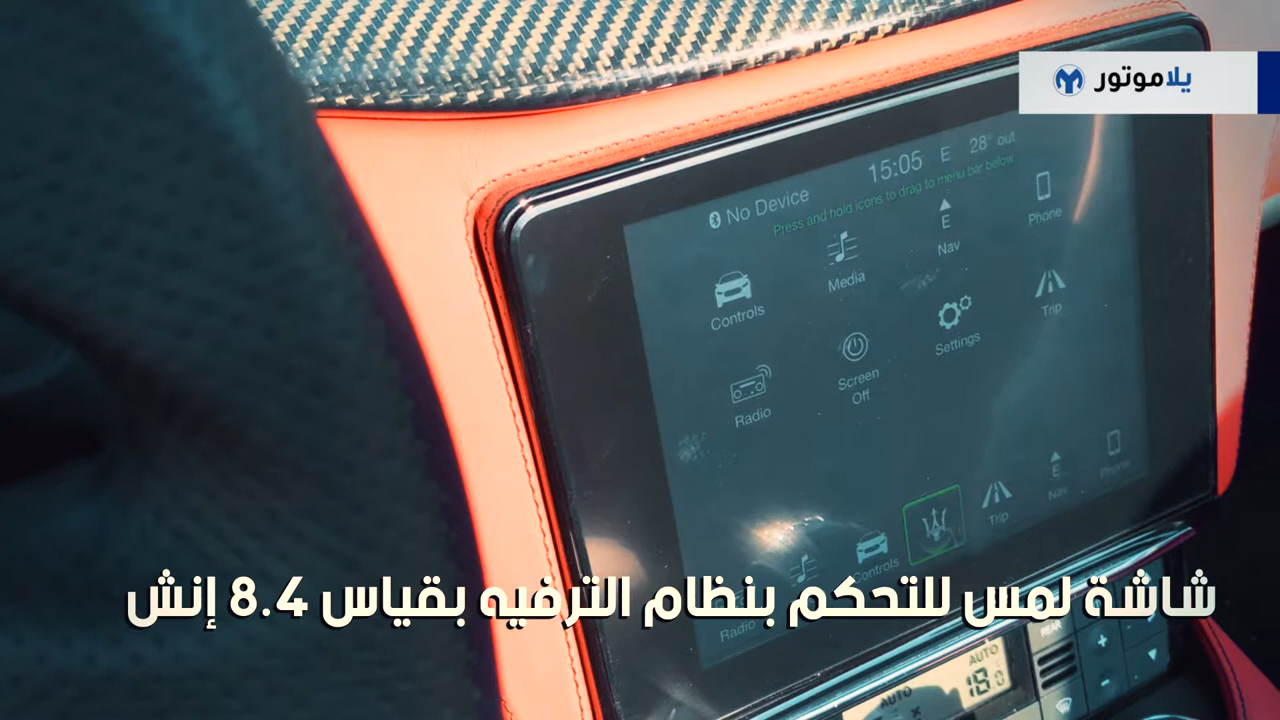 يلاموتور
15:05 E 28° out
No Device
Press and hold icons to drag to menu bar below
Controls Media Nav Phone
E
Radio Screen Off Settings Trip
Radio Controls Trip Nav Phone
E
شاشة لمس للتحكم بنظام الترفيه بقياس 8.4 إنش
AUTO AUTO
REAR